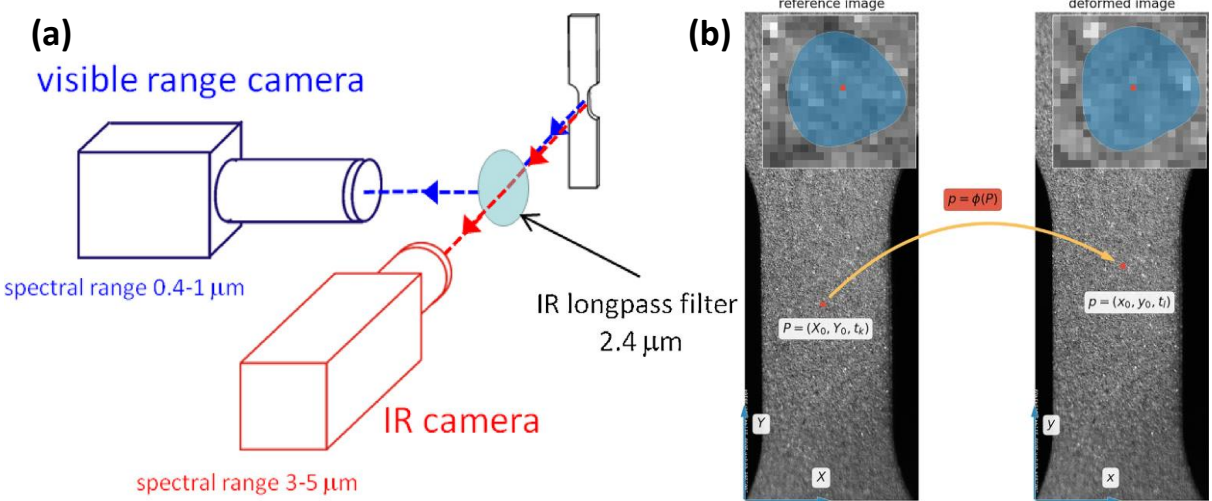 (a)
visible range camera
spectral range 0.4-1 μm
IR longpass filter
2.4 μm
IR camera
spectral range 3-5 μm
(b)
reference image
deformed image
p = ϕ(P)
P = (X₀, Y₀, tₖ)
p = (x₀, y₀, tₗ)
Y
X
y
x